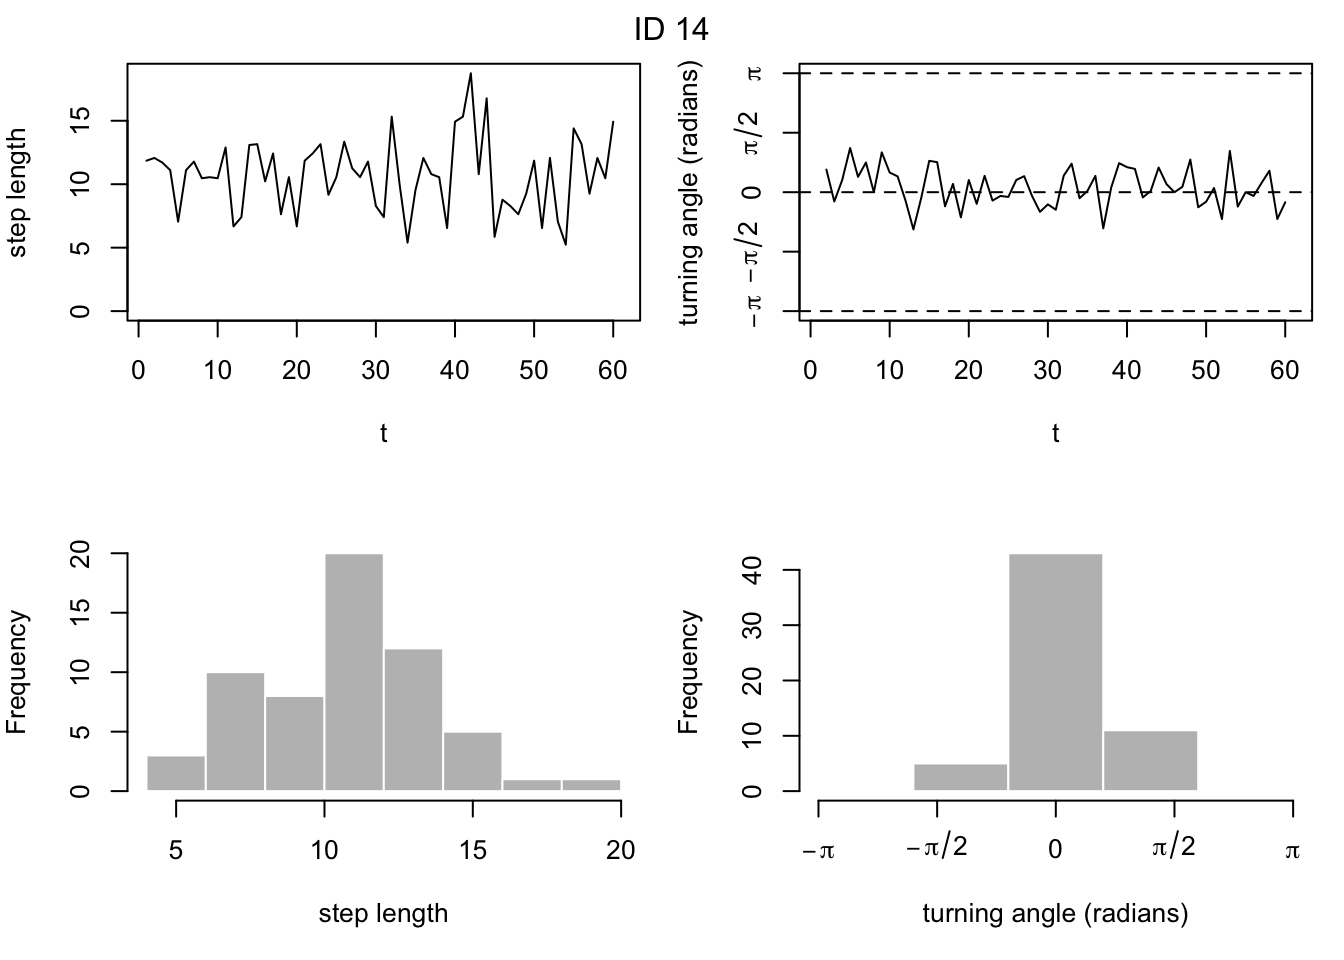 ID 14
step length
0 5 10 15
0 10 20 30 40 50 60
t
turning angle (radians)
−π −π/2 0 π/2 π
0 10 20 30 40 50 60
t
Frequency
0 5 10 15 20
5 10 15 20
step length
Frequency
0 10 20 30 40
−π −π/2 0 π/2 π
turning angle (radians)